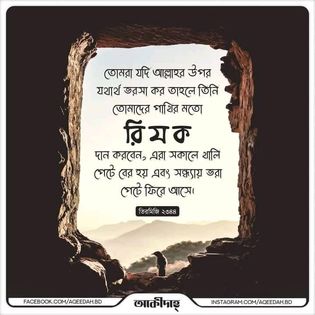 তোমরা যদি আল্লাহর উপর
যথার্থ ভরসা কর তাহলে তিনি
তোমাদের পাখির মতো
রিযক
দান করবেন, এরা সকালে খালি
পেটে বের হয় এবং সন্ধ্যায় ভরা
পেটে ফিরে আসে।
তিরমিজি ২৩৪৪
FACEBOOK.COM/AQEEDAH.BD
আকীদাহ্
INSTAGRAM.COM/AQEEDAH.BD